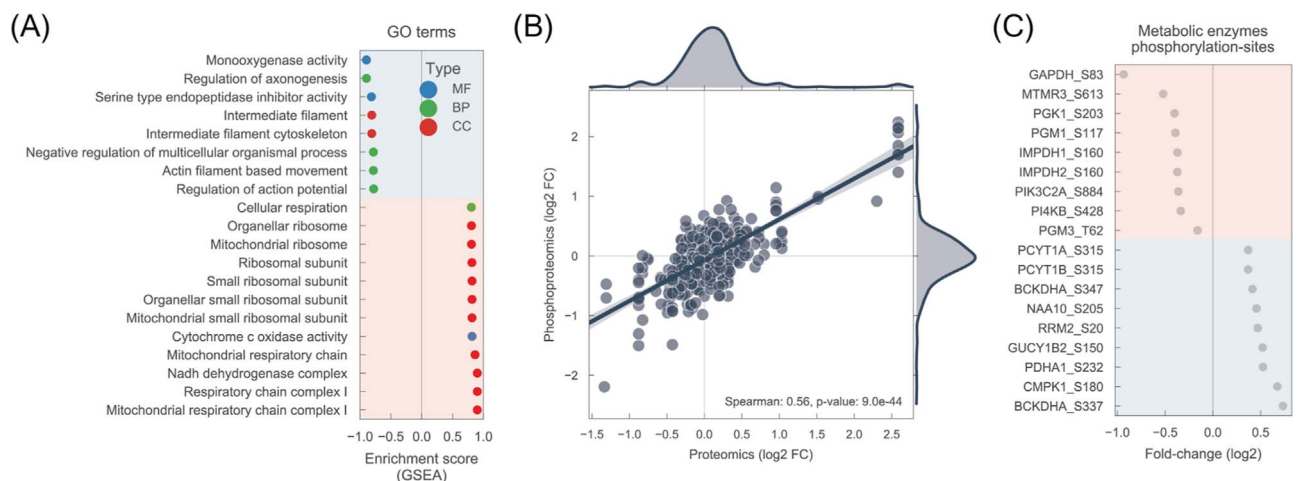 (A)
GO terms
Monooxygenase activity
Regulation of axonogenesis
Serine type endopeptidase inhibitor activity
Intermediate filament
Intermediate filament cytoskeleton
Negative regulation of multicellular organismal process
Actin filament based movement
Regulation of action potential
Cellular respiration
Organellar ribosome
Mitochondrial ribosome
Ribosomal subunit
Small ribosomal subunit
Organellar small ribosomal subunit
Mitochondrial small ribosomal subunit
Cytochrome c oxidase activity
Mitochondrial respiratory chain
Nadh dehydrogenase complex
Respiratory chain complex I
Mitochondrial respiratory chain complex I
Type
MF
BP
CC
−1.0 −0.5 0.0 0.5 1.0
Enrichment score
(GSEA)
(B)
Phosphoproteomics (log2 FC)
2
1
0
−1
−2
Spearman: 0.56, p-value: 9.0e-44
−1.5 −1.0 −0.5 0.0 0.5 1.0 1.5 2.0 2.5
Proteomics (log2 FC)
(C)
Metabolic enzymes
phosphorylation-sites
GAPDH_S83
MTMR3_S613
PGK1_S203
PGM1_S117
IMPDH1_S160
IMPDH2_S160
PIK3C2A_S884
PI4KB_S428
PGM3_T62
PCYT1A_S315
PCYT1B_S315
BCKDHA_S347
NAA10_S205
RRM2_S20
GUCY1B2_S150
PDHA1_S232
CMPK1_S180
BCKDHA_S337
−1.0 −0.5 0.0 0.5
Fold-change (log2)